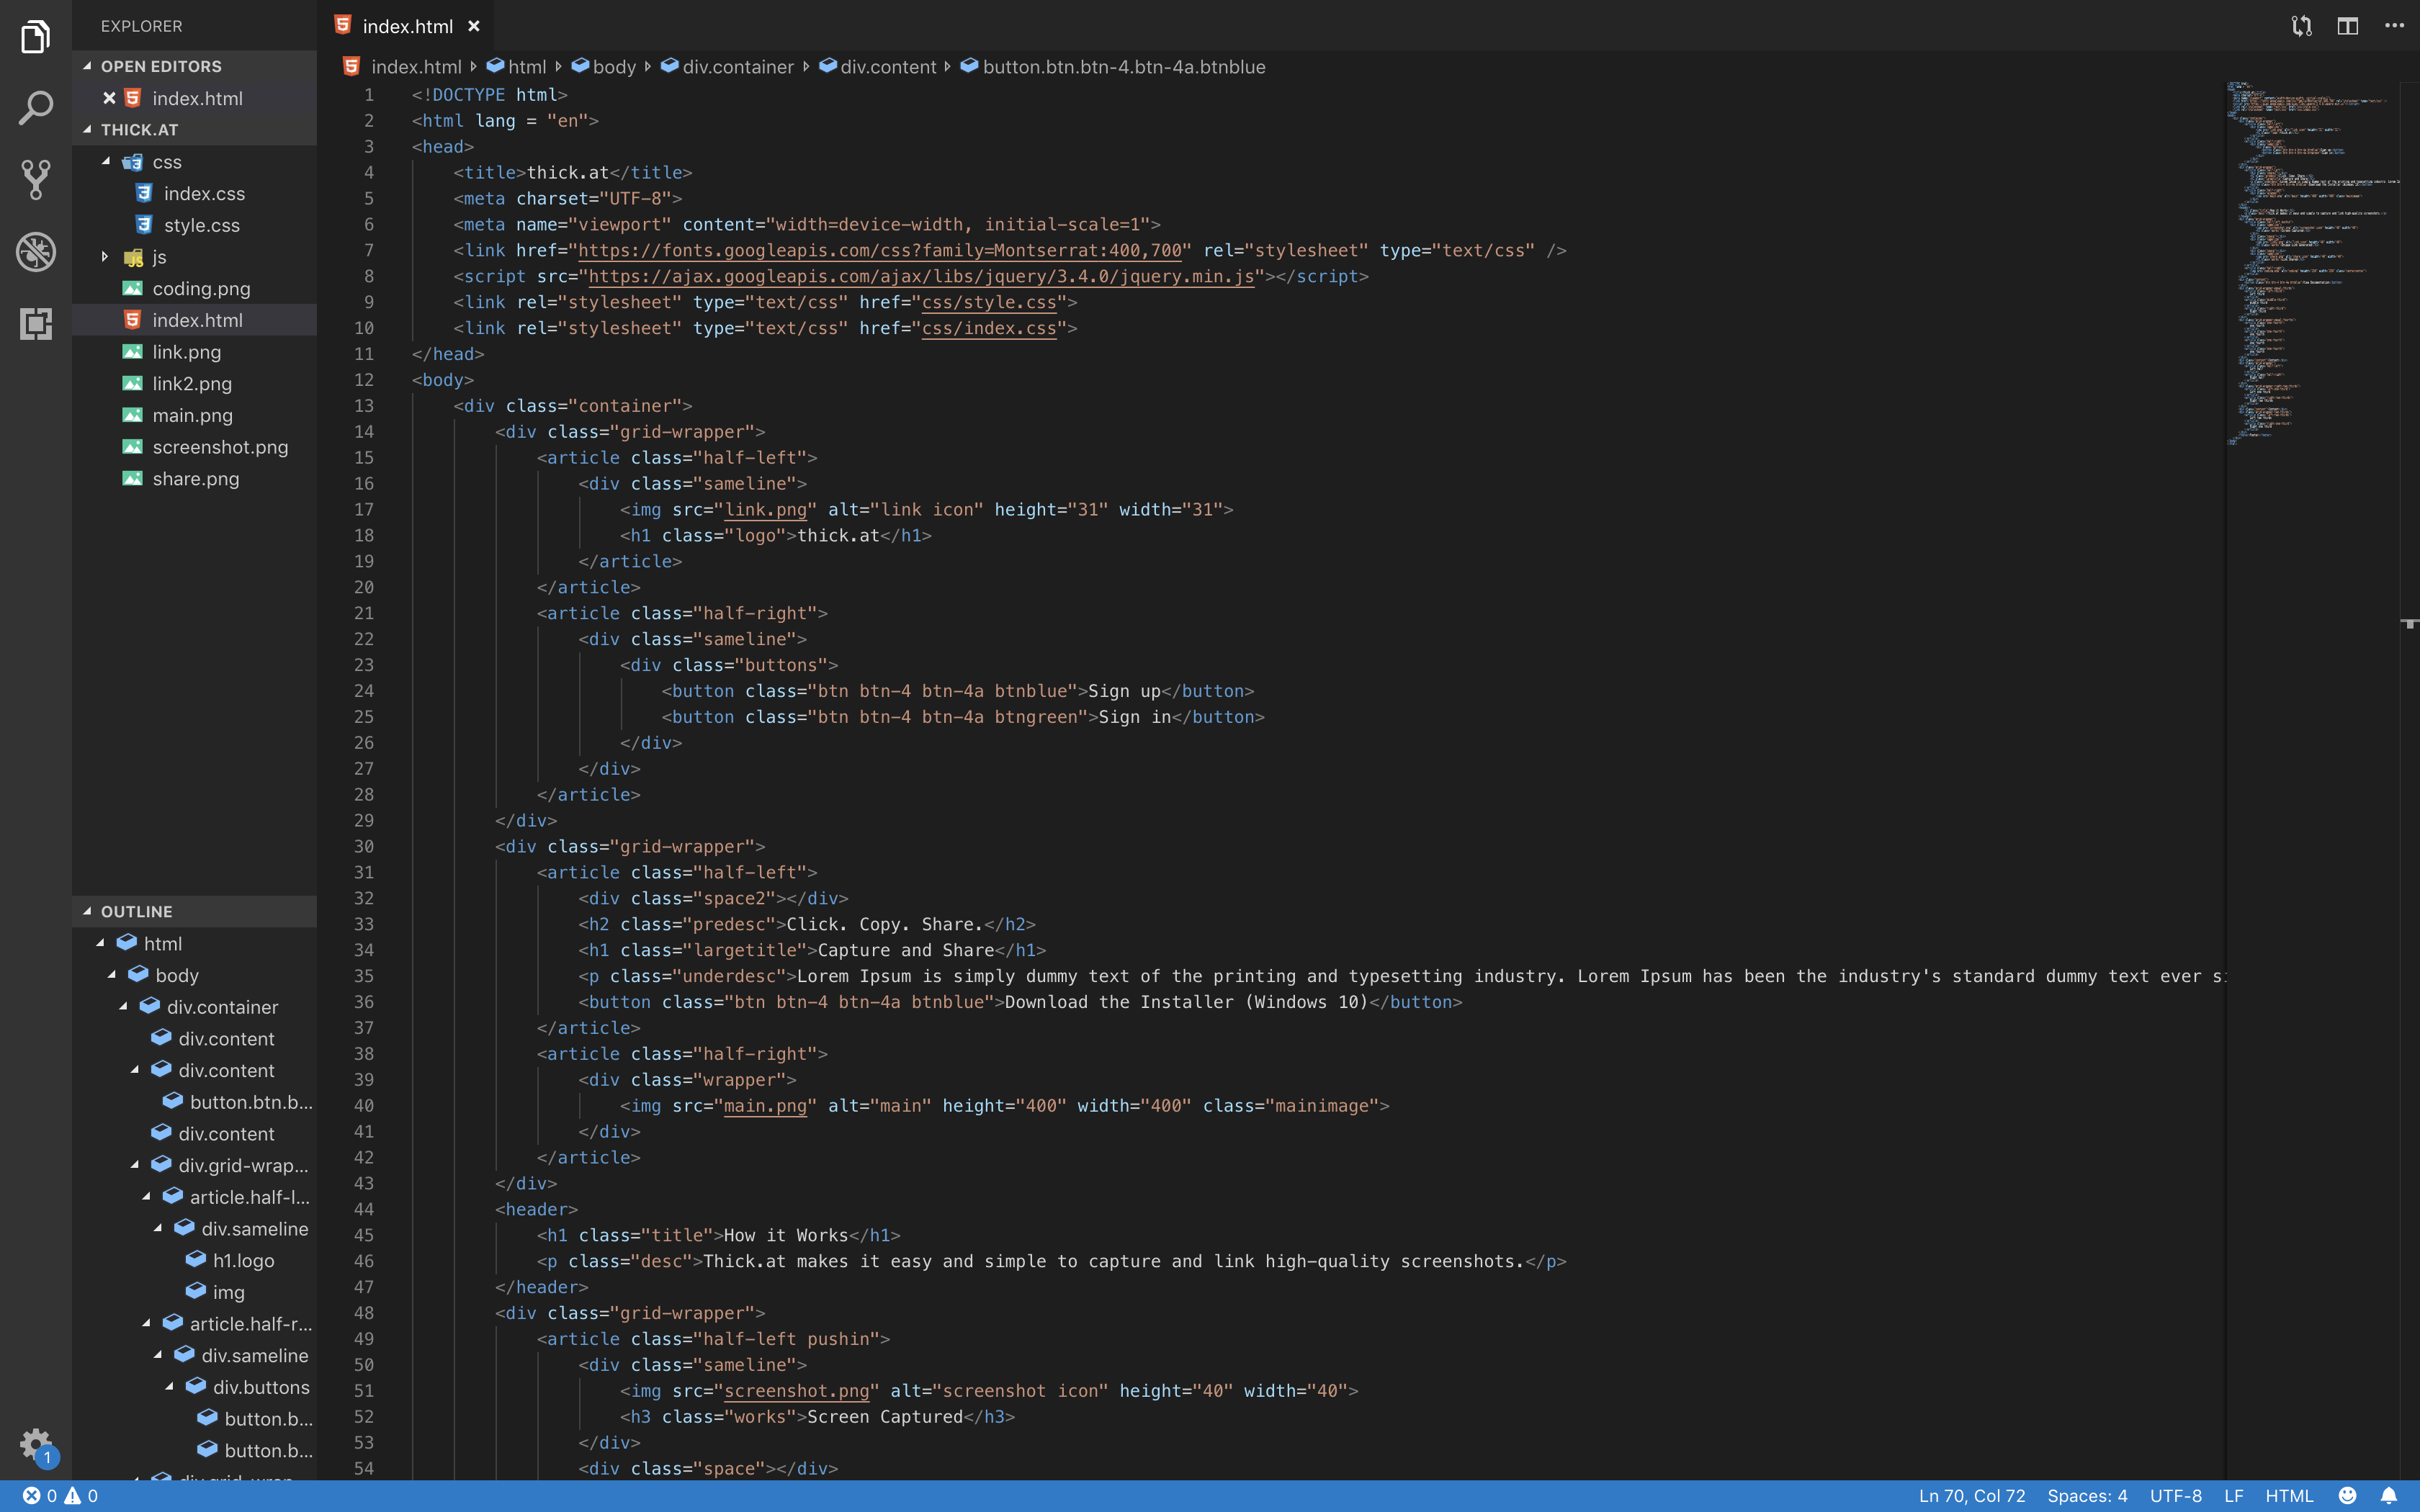 EXPLORER
OPEN EDITORS
index.html
THICK.AT
css
index.css
style.css
js
coding.png
index.html
link.png
link2.png
main.png
screenshot.png
share.png
OUTLINE
html
body
div.container
div.content
div.content
button.btn.b...
div.content
div.grid-wrap...
article.half-l...
div.sameline
h1.logo
img
article.half-r...
div.sameline
div.buttons
button.b...
button.b...
1
index.html
index.html html body div.container div.content button.btn.btn-4.btn-4a.btnblue
1 <!DOCTYPE html>
2 <html lang = "en">
3 <head>
4 <title>thick.at</title>
5 <meta charset="UTF-8">
6 <meta name="viewport" content="width=device-width, initial-scale=1">
7 <link href="https://fonts.googleapis.com/css?family=Montserrat:400,700" rel="stylesheet" type="text/css" />
8 <script src="https://ajax.googleapis.com/ajax/libs/jquery/3.4.0/jquery.min.js"></script>
9 <link rel="stylesheet" type="text/css" href="css/style.css">
10 <link rel="stylesheet" type="text/css" href="css/index.css">
11 </head>
12 <body>
13 <div class="container">
14 <div class="grid-wrapper">
15 <article class="half-left">
16 <div class="sameline">
17 <img src="link.png" alt="link icon" height="31" width="31">
18 <h1 class="logo">thick.at</h1>
19 </article>
20 </article>
21 <article class="half-right">
22 <div class="sameline">
23 <div class="buttons">
24 <button class="btn btn-4 btn-4a btnblue">Sign up</button>
25 <button class="btn btn-4 btn-4a btngreen">Sign in</button>
26 </div>
27 </div>
28 </article>
29 </div>
30 <div class="grid-wrapper">
31 <article class="half-left">
32 <div class="space2"></div>
33 <h2 class="predesc">Click. Copy. Share.</h2>
34 <h1 class="largetitle">Capture and Share</h1>
35 <p class="underdesc">Lorem Ipsum is simply dummy text of the printing and typesetting industry. Lorem Ipsum has been the industry's standard dummy text ever
36 <button class="btn btn-4 btn-4a btnblue">Download the Installer (Windows 10)</button>
37 </article>
38 <article class="half-right">
39 <div class="wrapper">
40 <img src="main.png" alt="main" height="400" width="400" class="mainimage">
41 </div>
42 </article>
43 </div>
44 <header>
45 <h1 class="title">How it Works</h1>
46 <p class="desc">Thick.at makes it easy and simple to capture and link high-quality screenshots.</p>
47 </header>
48 <div class="grid-wrapper">
49 <article class="half-left pushin">
50 <div class="sameline">
51 <img src="screenshot.png" alt="screenshot icon" height="40" width="40">
52 <h3 class="works">Screen Captured</h3>
53 </div>
54 <div class="space"></div>
0 0 Ln 70, Col 72 Spaces: 4 UTF-8 LF HTML